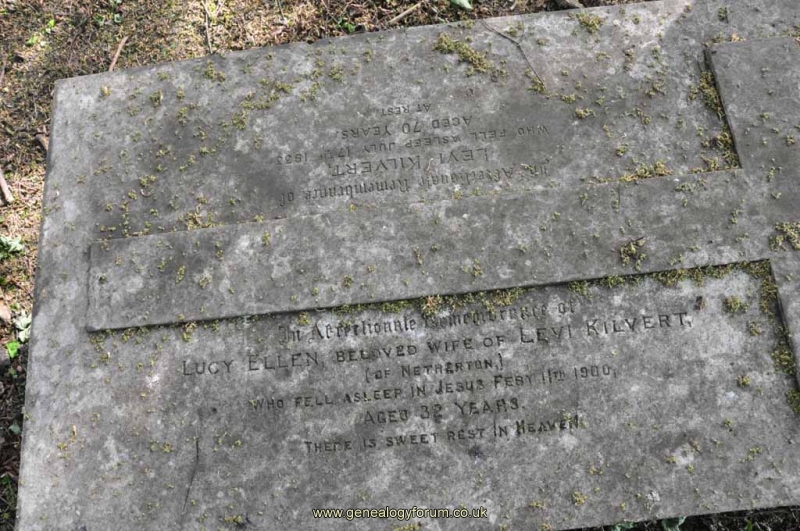 In Affectionate Remembrance of
LEVI KILVERT
WHO FELL ASLEEP JULY 17TH
AGED 70 YEARS.
AT REST
In Affectionate Remembrance of
LUCY ELLEN, BELOVED WIFE OF LEVI KILVERT,
(OF NETHERTON,)
WHO FELL ASLEEP IN JESUS FEBY 11TH 1900,
AGED 32 YEARS.
THERE IS SWEET REST IN HEAVEN.
www.genealogyforum.co.uk